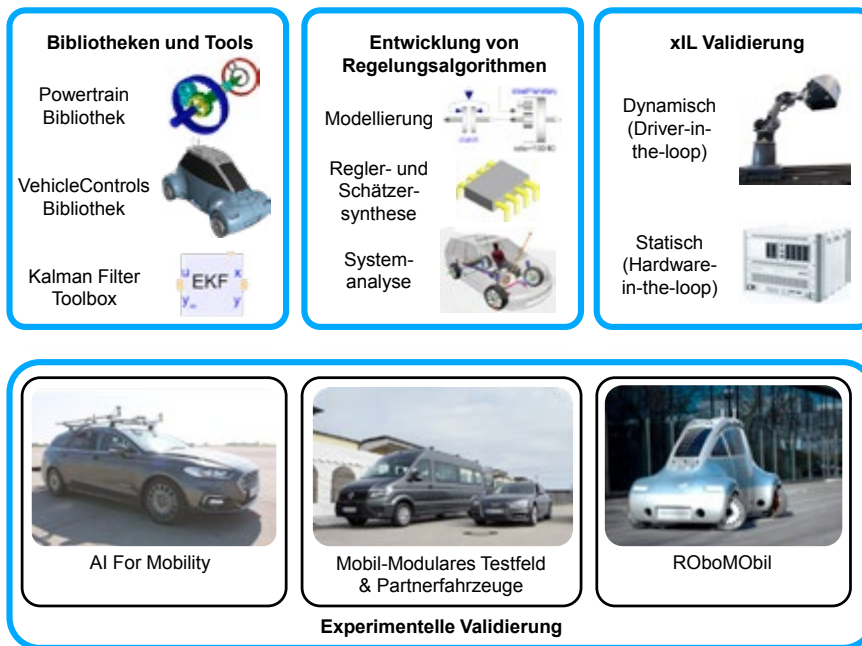 Bibliotheken und Tools
Powertrain
Bibliothek
VehicleControls
Bibliothek
Kalman Filter
Toolbox
u
x
EKF
y
y
Entwicklung von
Regelungsalgorithmen
Modellierung
Regler- und
Schätzer-
synthese
System-
analyse
xIL Validierung
Dynamisch
(Driver-in-
the-loop)
Statisch
(Hardware-
in-the-loop)
AI For Mobility
Mobil-Modulares Testfeld
& Partnerfahrzeuge
ROboMObil
Experimentelle Validierung